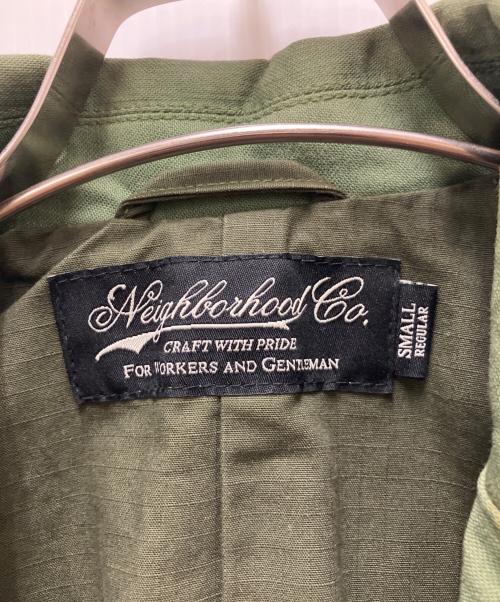 Neighborhood Co.
CRAFT WITH PRIDE
FOR WORKERS AND GENTLEMAN
SMALL
REGULAR